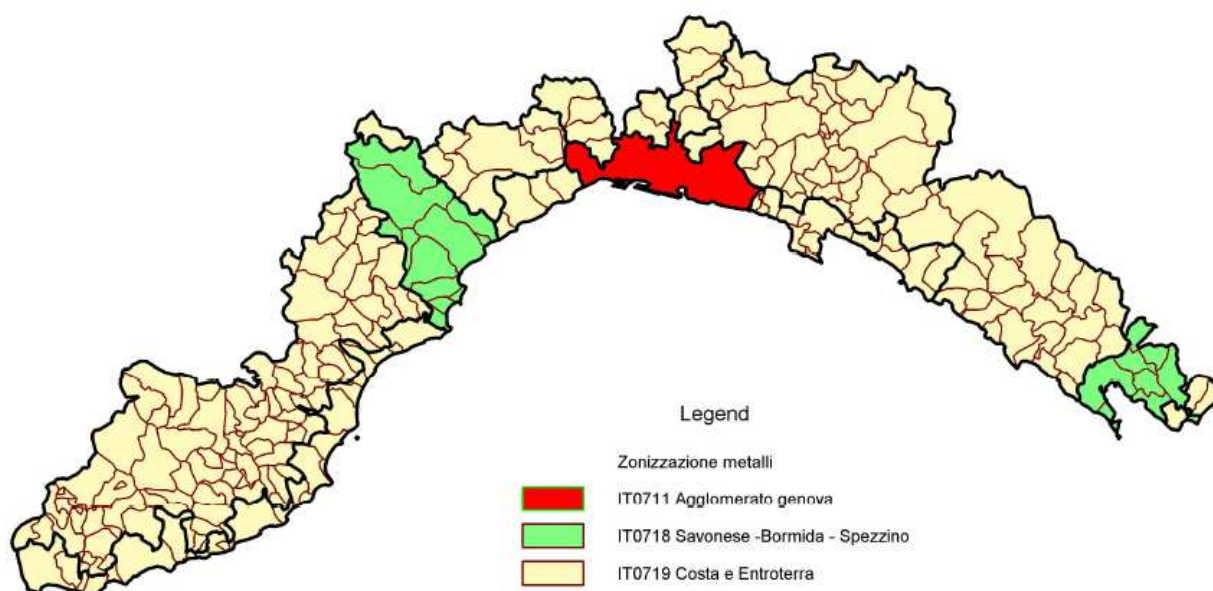 Legend
Zonizzazione metalli
IT0711 Agglomerato genova
IT0718 Savonese -Bormida - Spezzino
IT0719 Costa e Entroterra